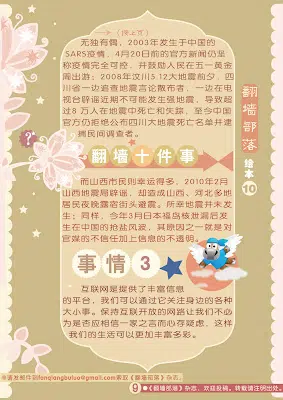 (接上页)
无独有偶，2003年发生于中国的
SARS疫情，4月20日前的官方新闻仍呈
称疫情完全可控，并鼓励人民在五一黄金
周出游；2008年汶川5.12大地震前夕，四
川省一边追查地震言论散布者，一边在电
视台辟谣近期不可能发生强地震，导致超
过8 万人在地震中死亡和失踪，至今中国
官方仍拒绝公布四川大地震死亡名单并逮
捕民间调查者。
翻墙十件事
而山西市民则幸运得多，2010年2月
山西地震局辟谣，却造成山西、河北多地
居民夜晚露宿街头避震。所幸地震并未发
生；同样，今年3月日本福岛核泄漏后发
生在中国的抢盐风波，其原因之一就是对
官媒的不信任加上信息的不透明。
事情3
互联网是提供了丰富信息
的平台，我们可以通过它关注身边的各种
大小事。保持互联开放的网路让我们不必
为是否应相信一家之言而心存疑虑，这样
我们的生活可以更加丰富多彩。
翻墙部落
绘本
10
请发邮件到fanqiangbuluo@gmail.com索取《翻墙部落》杂志。
9
《翻墙部落》杂志，欢迎投稿。转载请注明出处。